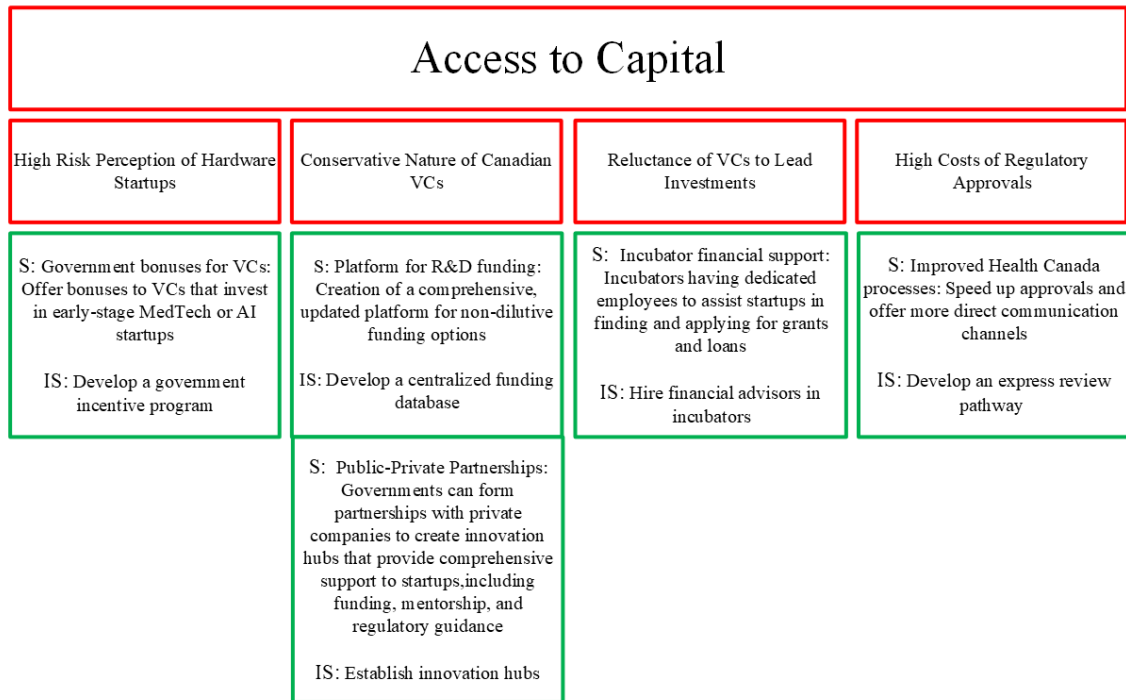 Access to Capital
High Risk Perception of Hardware
Startups
Conservative Nature of Canadian
VCs
Reluctance of VCs to Lead
Investments
High Costs of Regulatory
Approvals
S: Government bonuses for VCs:
Offer bonuses to VCs that invest
in early-stage MedTech or AI
startups
IS: Develop a government
incentive program
S: Platform for R&D funding:
Creation of a comprehensive,
updated platform for non-dilutive
funding options
IS: Develop a centralized funding
database
S: Incubator financial support:
Incubators having dedicated
employees to assist startups in
finding and applying for grants
and loans
IS: Hire financial advisors in
incubators
S: Improved Health Canada
processes: Speed up approvals and
offer more direct communication
channels
IS: Develop an express review
pathway
S: Public-Private Partnerships:
Governments can form
partnerships with private
companies to create innovation
hubs that provide comprehensive
support to startups,including
funding, mentorship, and
regulatory guidance
IS: Establish innovation hubs